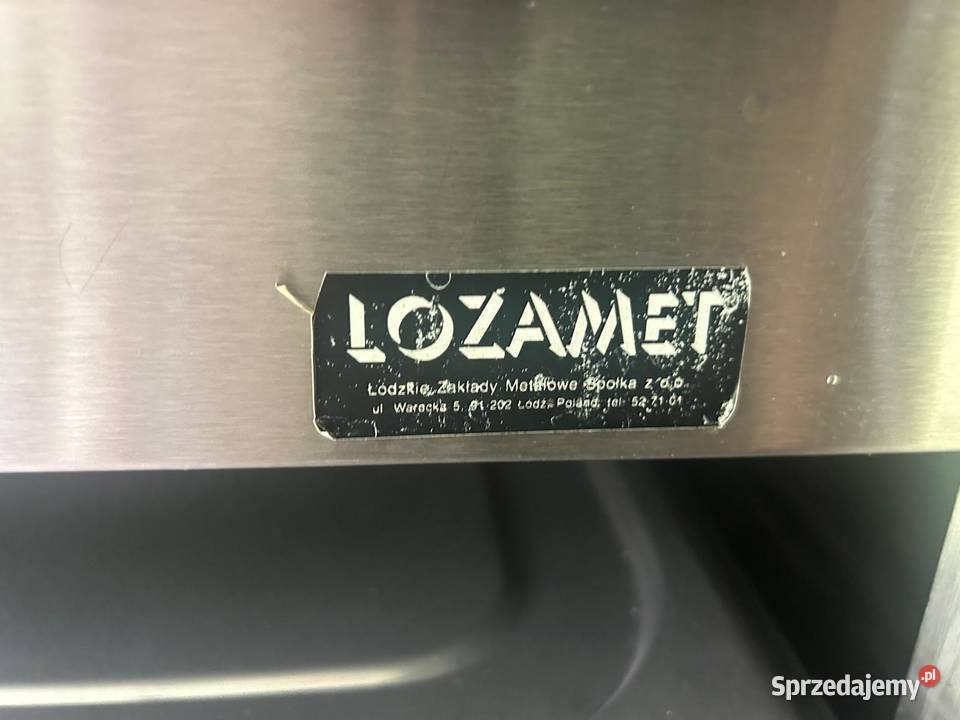 LOZAMET
Łódzkie Zakłady Metalowe Spółka z o.o.
ul Warecka 5, 91 202 Łódź, Poland, tel 52 71 01
Sprzedajemy.pl